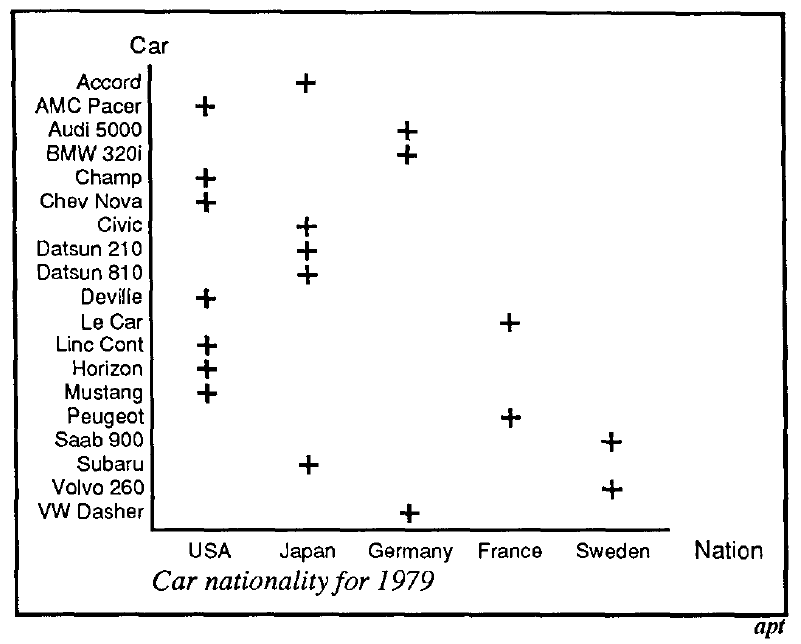 Car
Accord
AMC Pacer
Audi 5000
BMW 320i
Champ
Chev Nova
Civic
Datsun 210
Datsun 810
Deville
Le Car
Linc Cont
Horizon
Mustang
Peugeot
Saab 900
Subaru
Volvo 260
VW Dasher
USA Japan Germany France Sweden Nation
Car nationality for 1979
apt